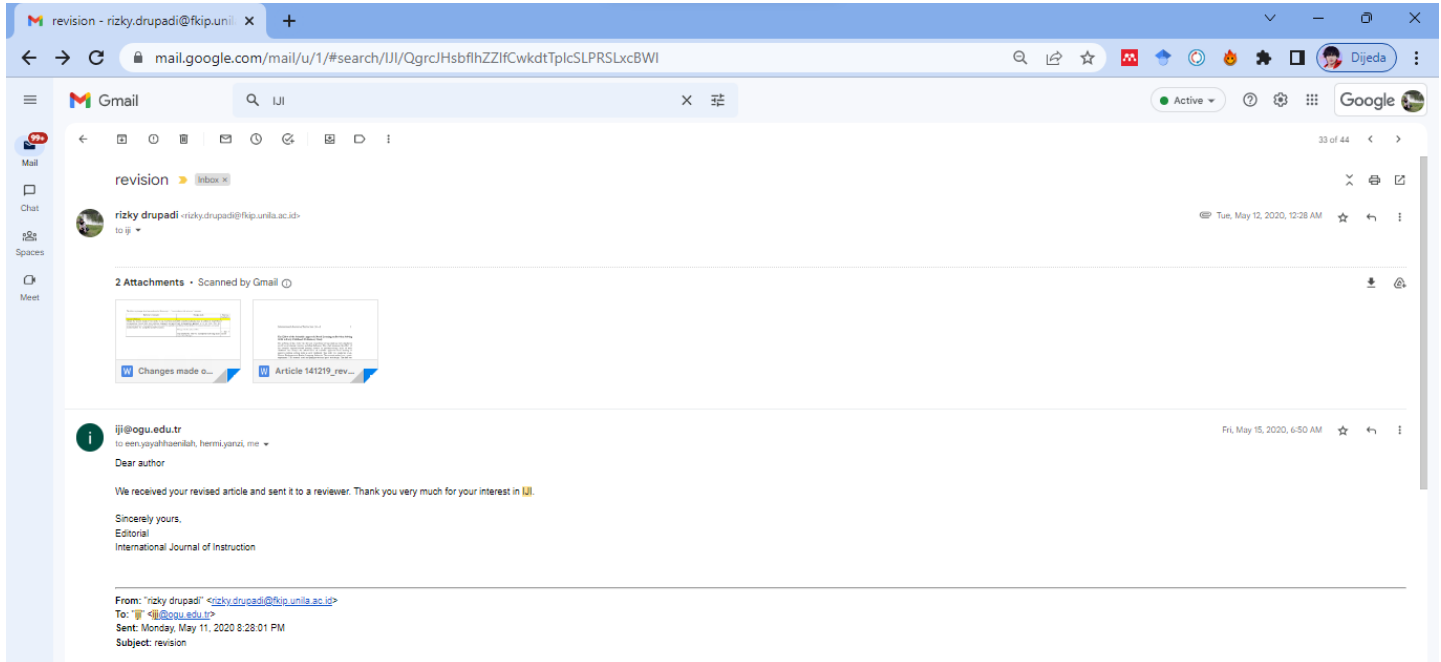 revision - rizky.drupadi@fkip.unil
mail.google.com/mail/u/1/#search/IJI/QgrcJHsbflhZZlfCwkdtTplcSLPRSLxcBWl
Dijeda
Gmail
IJI
Active
Google
99+
Mail
33 of 44
revision Inbox ×
Chat
rizky drupadi <rizky.drupadi@fkip.unila.ac.id>
Tue, May 12, 2020, 12:28 AM
to iji
Spaces
2 Attachments • Scanned by Gmail
Meet
Changes made o...
Article 141219_rev...
i
iji@ogu.edu.tr
Fri, May 15, 2020, 6:50 AM
to een.yayahhaenilah, hermi.yanzi, me
Dear author
We received your revised article and sent it to a reviewer. Thank you very much for your interest in IJI.
Sincerely yours,
Editorial
International Journal of Instruction
From: "rizky drupadi" <rizky.drupadi@fkip.unila.ac.id>
To: "iji" <iji@ogu.edu.tr>
Sent: Monday, May 11, 2020 8:28:01 PM
Subject: revision